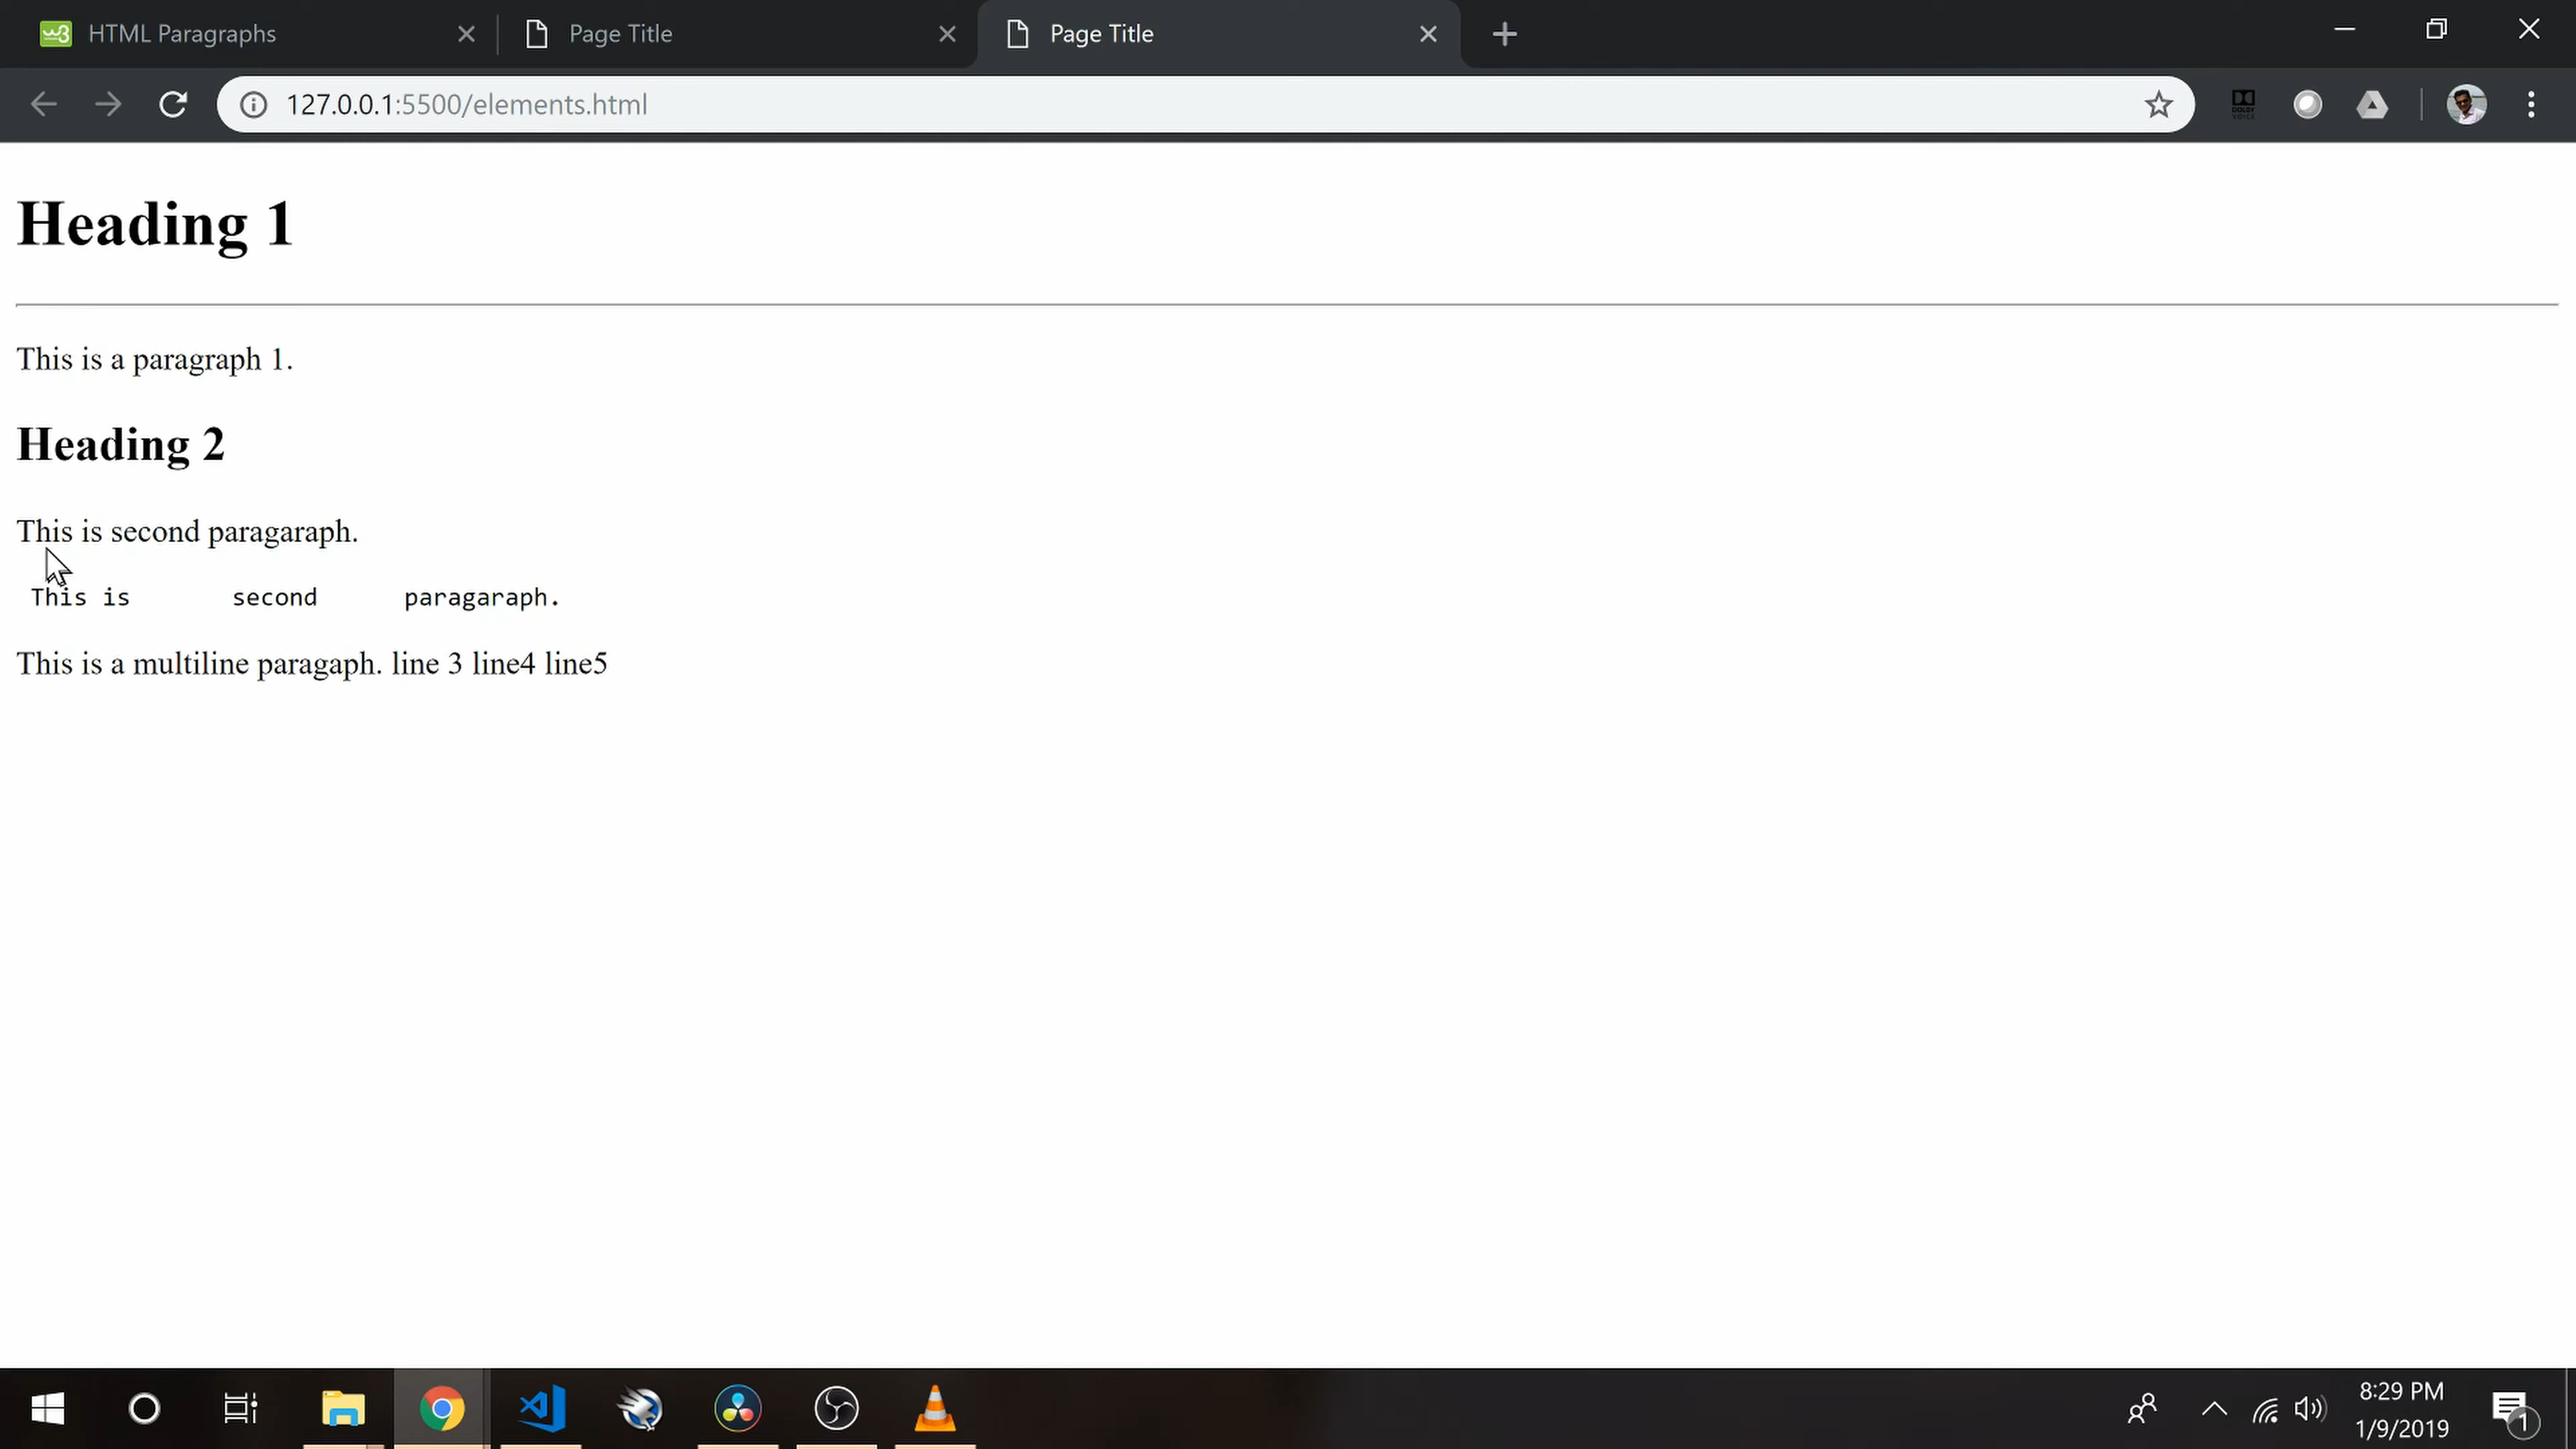 HTML Paragraphs
Page Title
Page Title
127.0.0.1:5500/elements.html
Heading 1
This is a paragraph 1.
Heading 2
This is second paragaraph.
This is second paragaraph.
This is a multiline paragaph. line 3 line4 line5
8:29 PM
1/9/2019
1